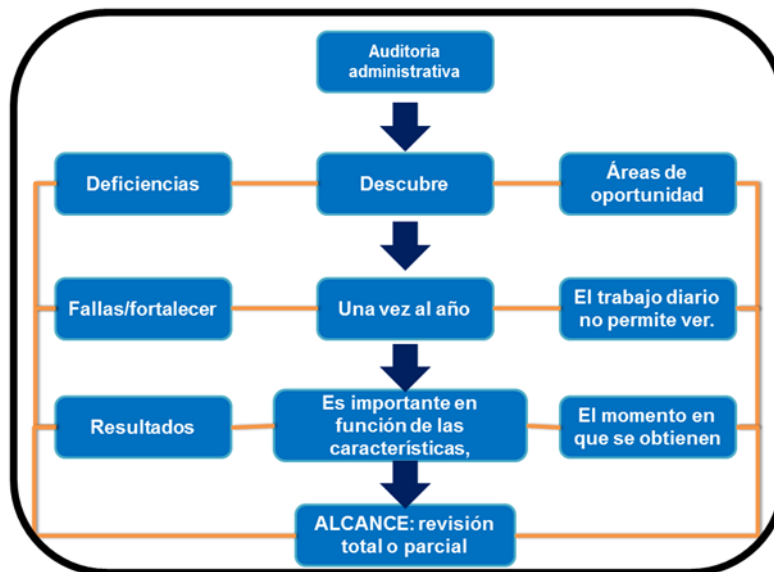 Auditoria
administrativa
Deficiencias
Descubre
Áreas de
oportunidad
Fallas/fortalecer
Una vez al año
El trabajo diario
no permite ver.
Resultados
Es importante en
función de las
características,
El momento en
que se obtienen
ALCANCE: revisión
total o parcial